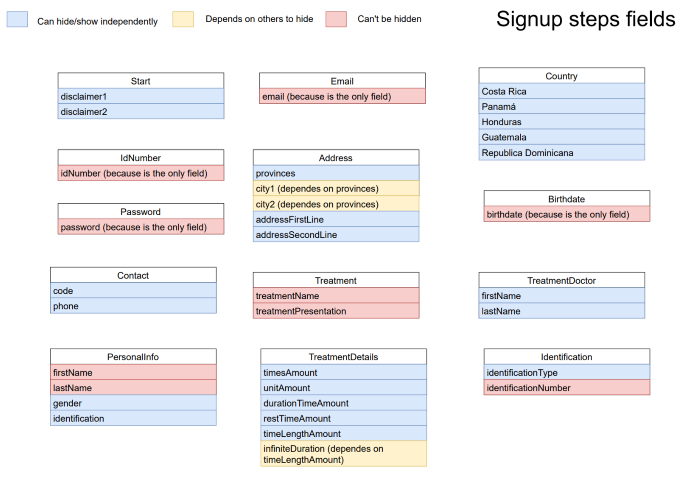 Can hide/show independently
Depends on others to hide
Can't be hidden
Signup steps fields
Start
disclaimer1
disclaimer2
Email
email (because is the only field)
Country
Costa Rica
Panamá
Honduras
Guatemala
Republica Dominicana
IdNumber
idNumber (because is the only field)
Address
provinces
city1 (dependes on provinces)
city2 (dependes on provinces)
addressFirstLine
addressSecondLine
Birthdate
birthdate (because is the only field)
Password
password (because is the only field)
Contact
code
phone
Treatment
treatmentName
treatmentPresentation
TreatmentDoctor
firstName
lastName
PersonalInfo
firstName
lastName
gender
identification
TreatmentDetails
timesAmount
unitAmount
durationTimeAmount
restTimeAmount
timeLengthAmount
infiniteDuration (dependes on
timeLengthAmount)
Identification
identificationType
identificationNumber